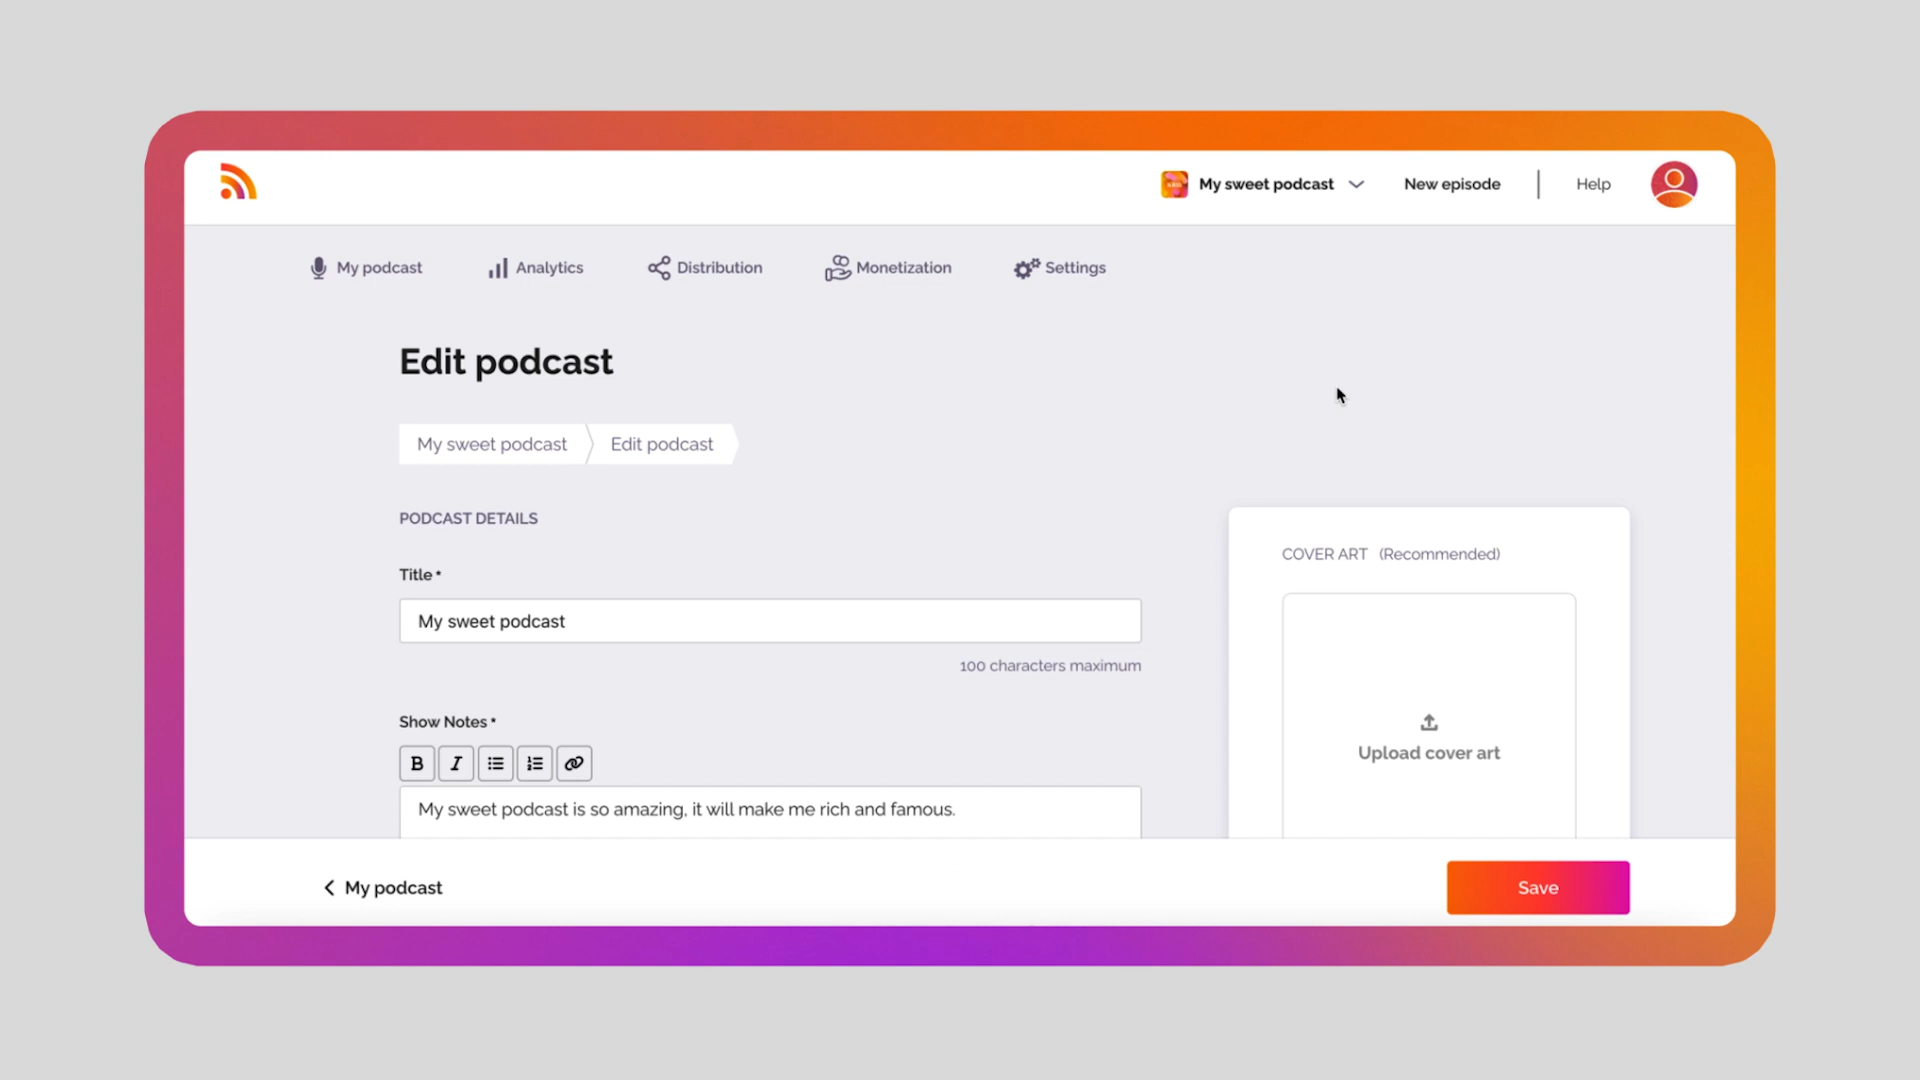 My sweet podcast
New episode
Help
My podcast
Analytics
Distribution
Monetization
Settings
Edit podcast
My sweet podcast
Edit podcast
PODCAST DETAILS
Title *
My sweet podcast
100 characters maximum
Show Notes *
B I
My sweet podcast is so amazing, it will make me rich and famous.
COVER ART (Recommended)
Upload cover art
My podcast
Save